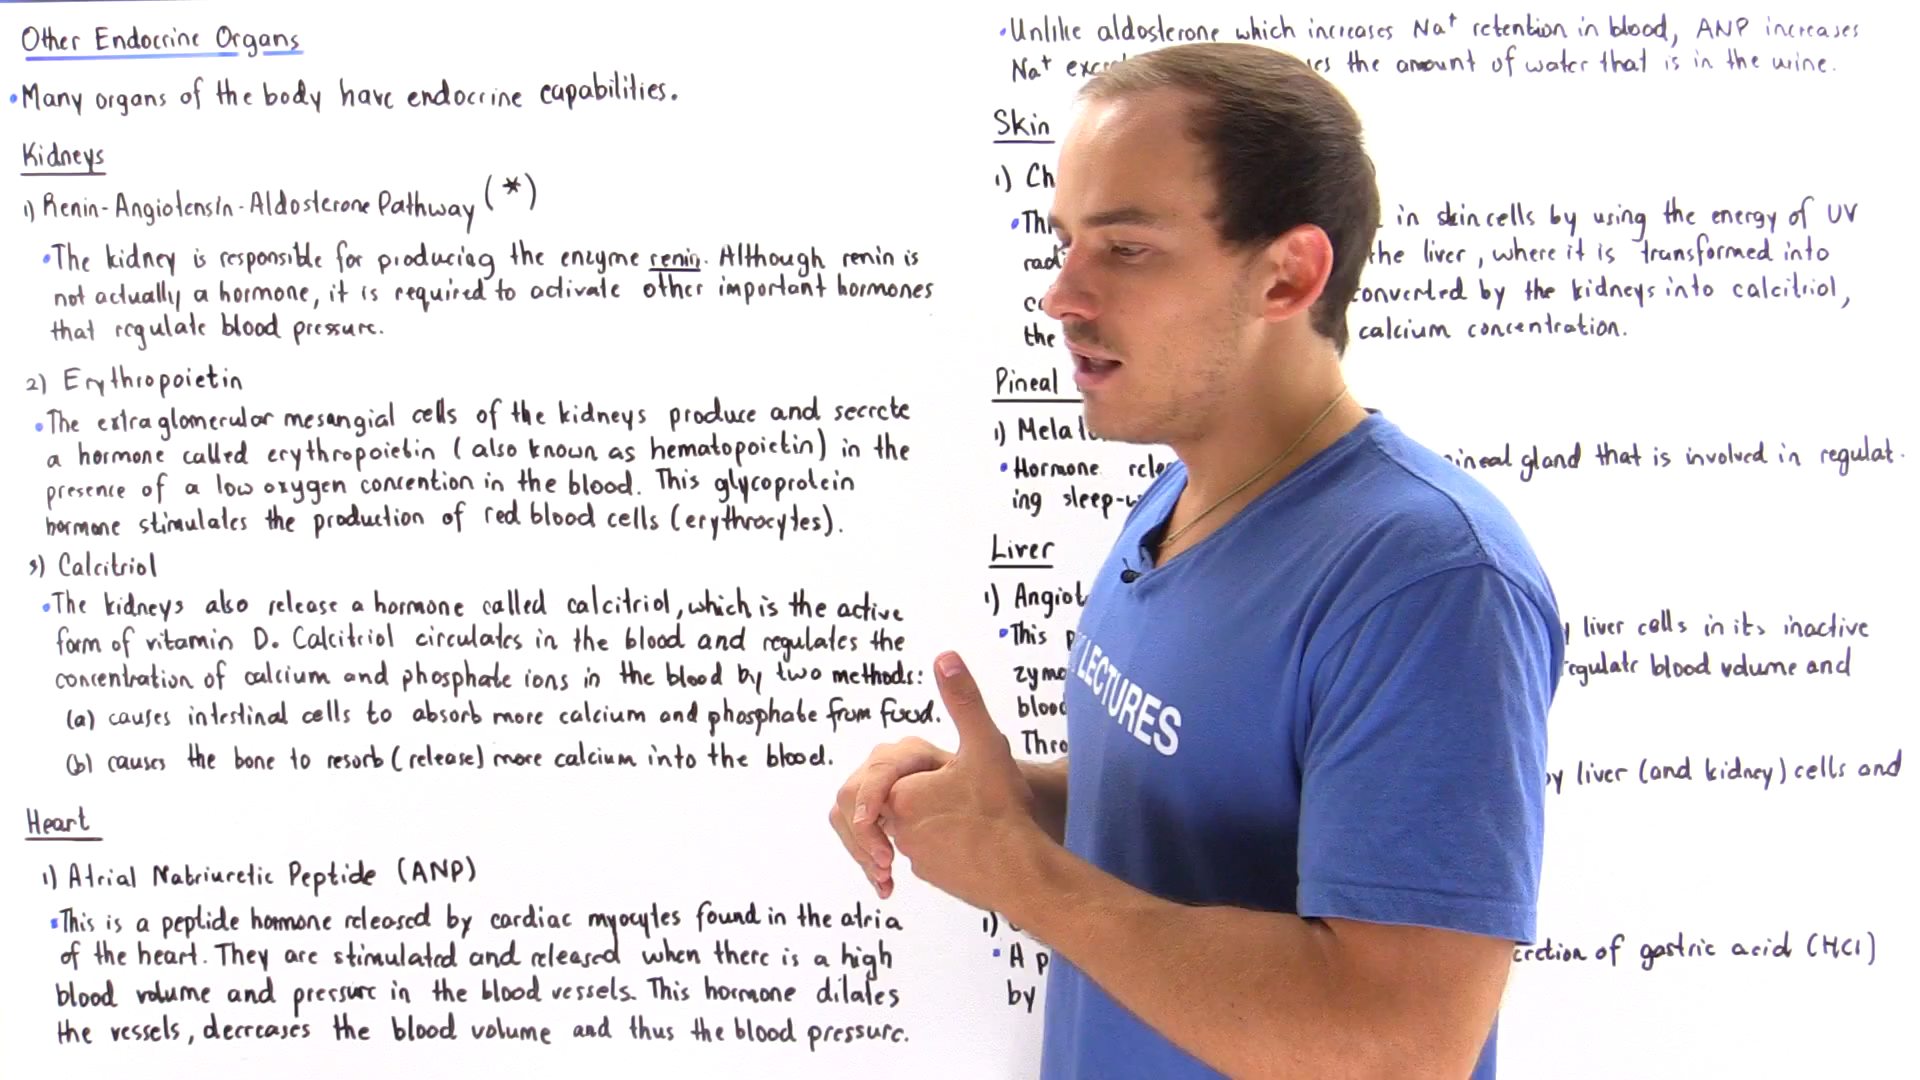 Other Endocrine Organs
•Many organs of the body have endocrine capabilities.
Kidneys
1) Renin-Angiotensin-Aldosterone Pathway (*)
•The kidney is responsible for producing the enzyme renin. Although renin is
not actually a hormone, it is required to activate other important hormones
that regulate blood pressure.
2) Erythropoietin
•The extraglomerular mesangial cells of the kidneys produce and secrete
a hormone called erythropoietin (also known as hematopoietin) in the
presence of a low oxygen concention in the blood. This glycoprotein
hormone stimulates the production of red blood cells (erythrocytes).
3) Calcitriol
•The kidneys also release a hormone called calcitriol, which is the active
form of vitamin D. Calcitriol circulates in the blood and regulates the
concentration of calcium and phosphate ions in the blood by two methods:
(a) causes intestinal cells to absorb more calcium and phosphate from food.
(b) causes the bone to resorb (release) more calcium into the blood.
Heart
1) Atrial Natriuretic Peptide (ANP)
•This is a peptide hormone released by cardiac myocytes found in the atria
of the heart. They are stimulated and released when there is a high
blood volume and pressure in the blood vessels. This hormone dilates
the vessels, decreases the blood volume and thus the blood pressure.
•Unlike aldosterone which increases Na⁺ retention in blood, ANP increases
Na⁺ the amount of water that is in the urine.
Skin
1) Ch
in skin cells by using the energy of UV
the liver, where it is transformed into
converted by the kidneys into calcitriol,
the calcium concentration.
Pineal
1) Melat
•Hormone pineal gland that is involved in regulat-
ing sleep-
Liver
1) Angiot
•This liver cells in its inactive
zymo regulate blood volume and
blood
Thro by liver (and kidney) cells and
1)
•A p of gastric acid (HCl)
by
LECTURES